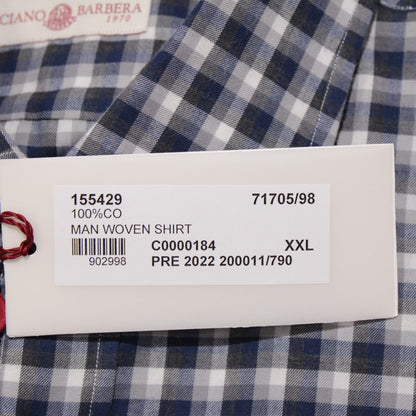 CIANO BARBERA
1970
155429 71705/98
100%CO
MAN WOVEN SHIRT
C0000184 XXL
902998 PRE 2022 200011/790